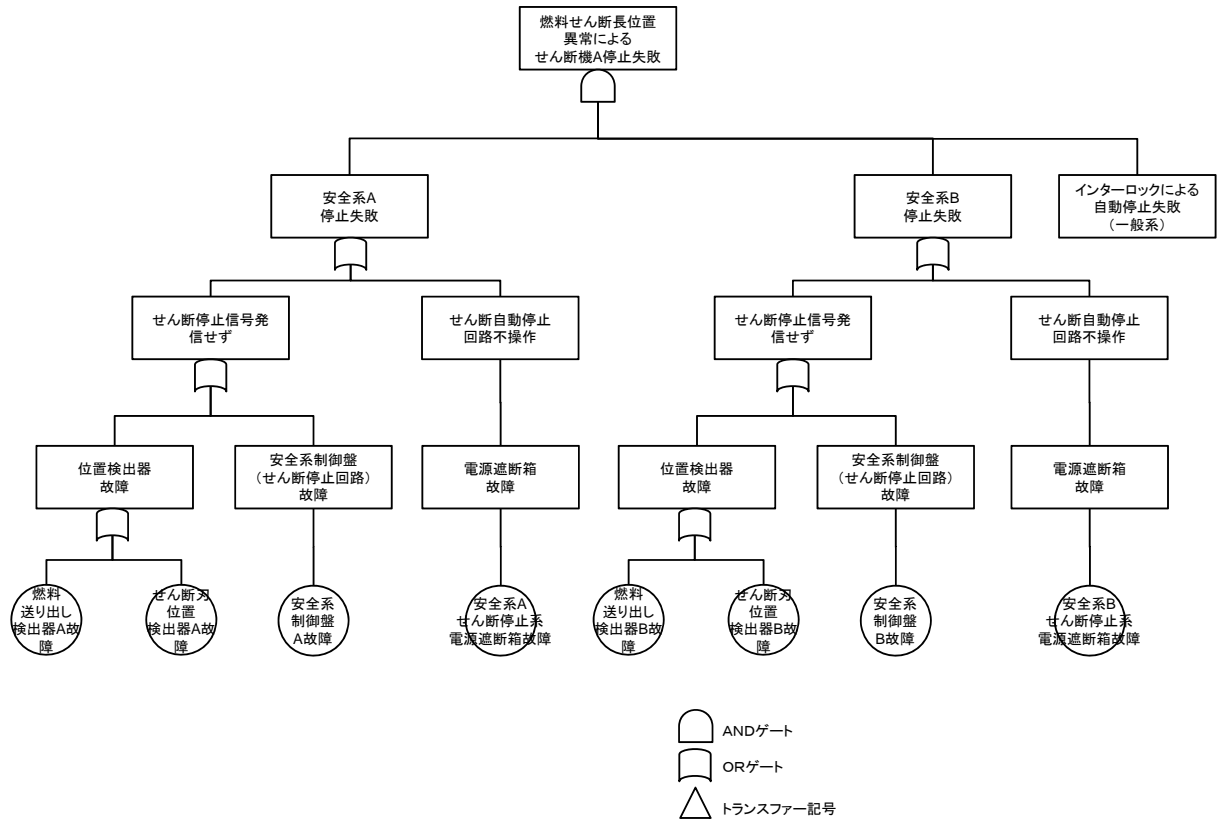 燃料せん断長位置
異常による
せん断機A停止失敗
安全系A
停止失敗
安全系B
停止失敗
インターロックによる
自動停止失敗
（一般系）
せん断停止信号発
信せず
せん断自動停止
回路不操作
せん断停止信号発
信せず
せん断自動停止
回路不操作
位置検出器
故障
安全系制御盤
（せん断停止回路）
故障
電源遮断箱
故障
位置検出器
故障
安全系制御盤
（せん断停止回路）
故障
電源遮断箱
故障
燃料
送り出し
検出器A故
障
せん断刃
位置
検出器A故
障
安全系
制御盤
A故障
安全系A
せん断停止系
電源遮断箱故障
燃料
送り出し
検出器B故
障
せん断刃
位置
検出器B故
障
安全系
制御盤
B故障
安全系B
せん断停止系
電源遮断箱故障
ANDゲート
ORゲート
トランスファー記号